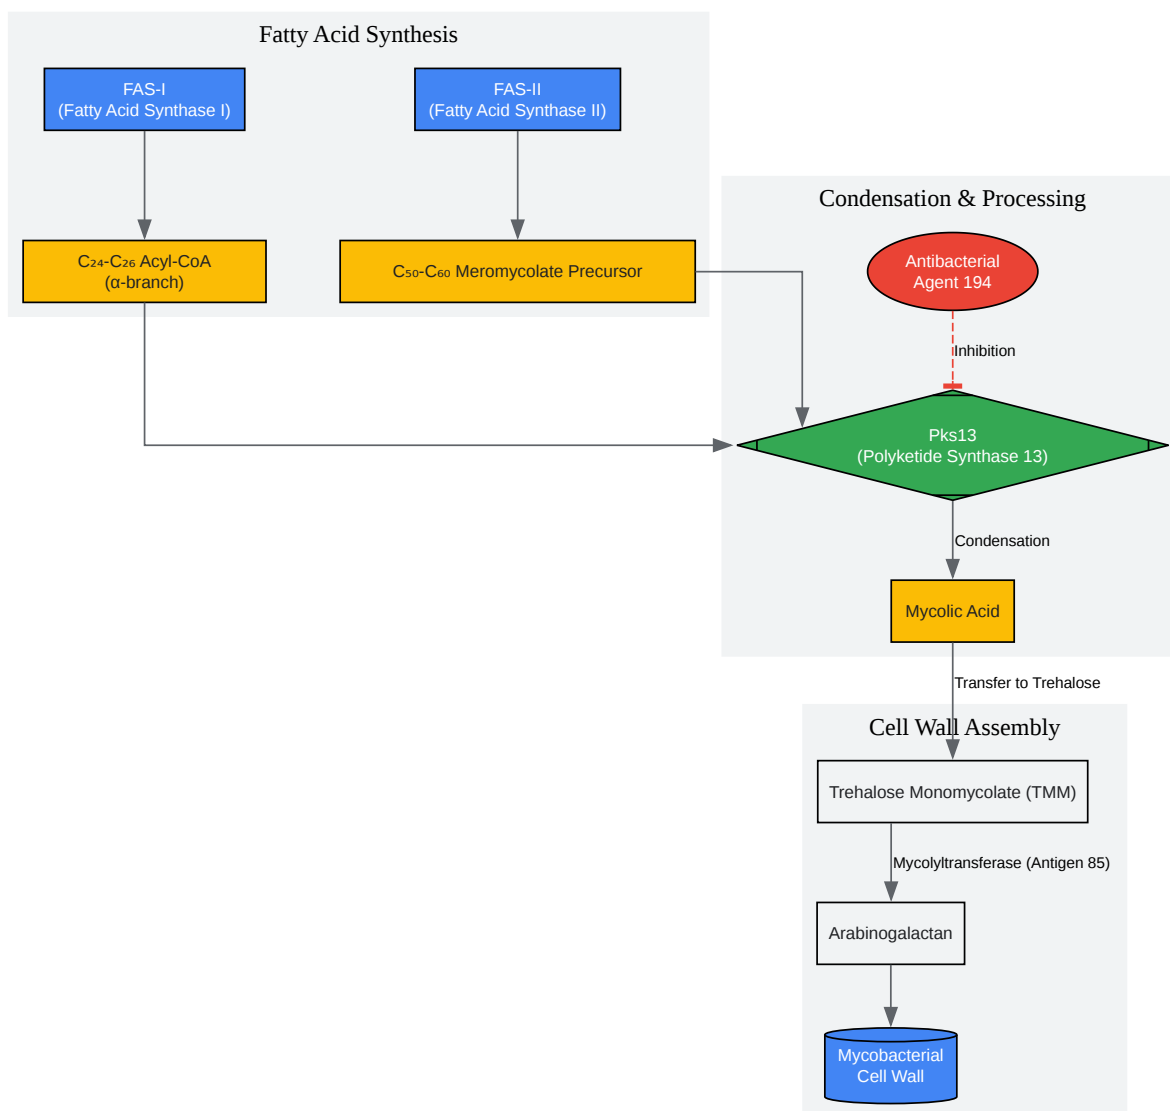 Fatty Acid Synthesis
FAS-I
(Fatty Acid Synthase I)
FAS-II
(Fatty Acid Synthase II)
C₂₄-C₂₆ Acyl-CoA
(α-branch)
C₅₀-C₆₀ Meromycolate Precursor
Condensation & Processing
Antibacterial
Agent 194
Inhibition
Pks13
(Polyketide Synthase 13)
Condensation
Mycolic Acid
Transfer to Trehalose
Cell Wall Assembly
Trehalose Monomycolate (TMM)
Mycolyltransferase (Antigen 85)
Arabinogalactan
Mycobacterial
Cell Wall